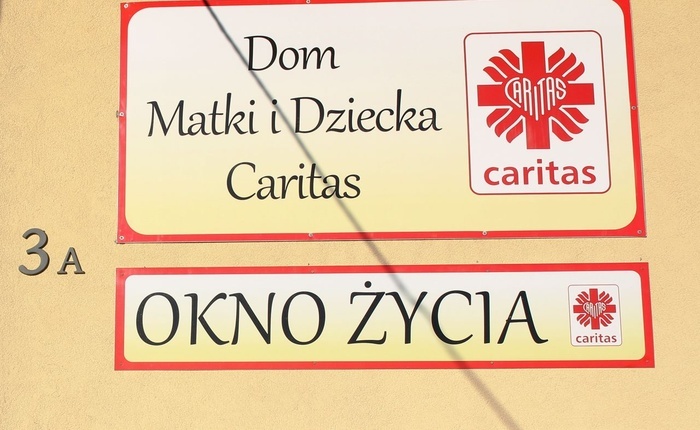 Dom
Matki i Dziecka
Caritas
CARITAS
caritas
3 A
OKNO ŻYCIA
CARITAS
caritas